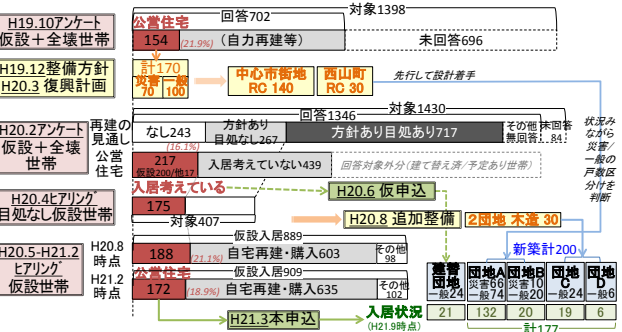 H19.10アンケート
仮設＋全壊世帯
公営住宅
回答702
対象1398
154
(21.9%)
(自力再建等)
未回答696
H19.12整備方針
H20.3 復興計画
計170
災害 一般
70 100
中心市街地
RC 140
西山町
RC 30
先行して設計着手
H20.2アンケート
仮設＋全壊
世帯
再建の
見通し
回答1346
対象1430
なし243
方針あり
目処なし267
方針あり目処あり717
その他
無回答
未回答
84
(16.1%)
公営
住宅
217
仮設200/他17
入居考えていない439
回答対象外分(建て替え済/予定あり世帯)
状況み
ながら
災害/
一般の
戸数区
分けを
判断
H20.4ヒアリング
目処なし仮設世帯
入居考えている
175
対象407
H20.6 仮申込
H20.8 追加整備
2団地 木造 30
H20.5-H21.2
ヒアリング
仮設世帯
H20.8
時点
仮設入居889
188
(21.1%)
自宅再建・購入603
その他
98
H21.2
時点
公営住宅
仮設入居909
172
(18.9%)
自宅再建・購入635
その他
102
H21.3本申込
入居状況
(H21.9時点)
新築計200
建替
団地
一般24
団地A
災害66
一般74
団地B
災害10
一般20
団地
C
一般24
団地
D
一般6
21
132
20
19
6
計177